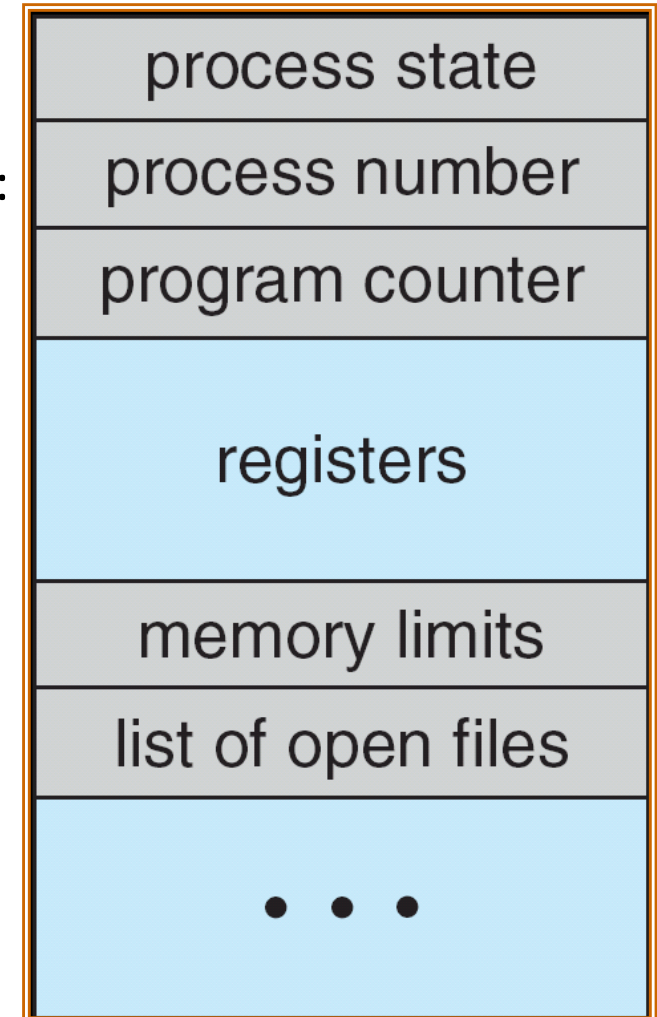 process state
:
process number
program counter
registers
memory limits
list of open files
• • •